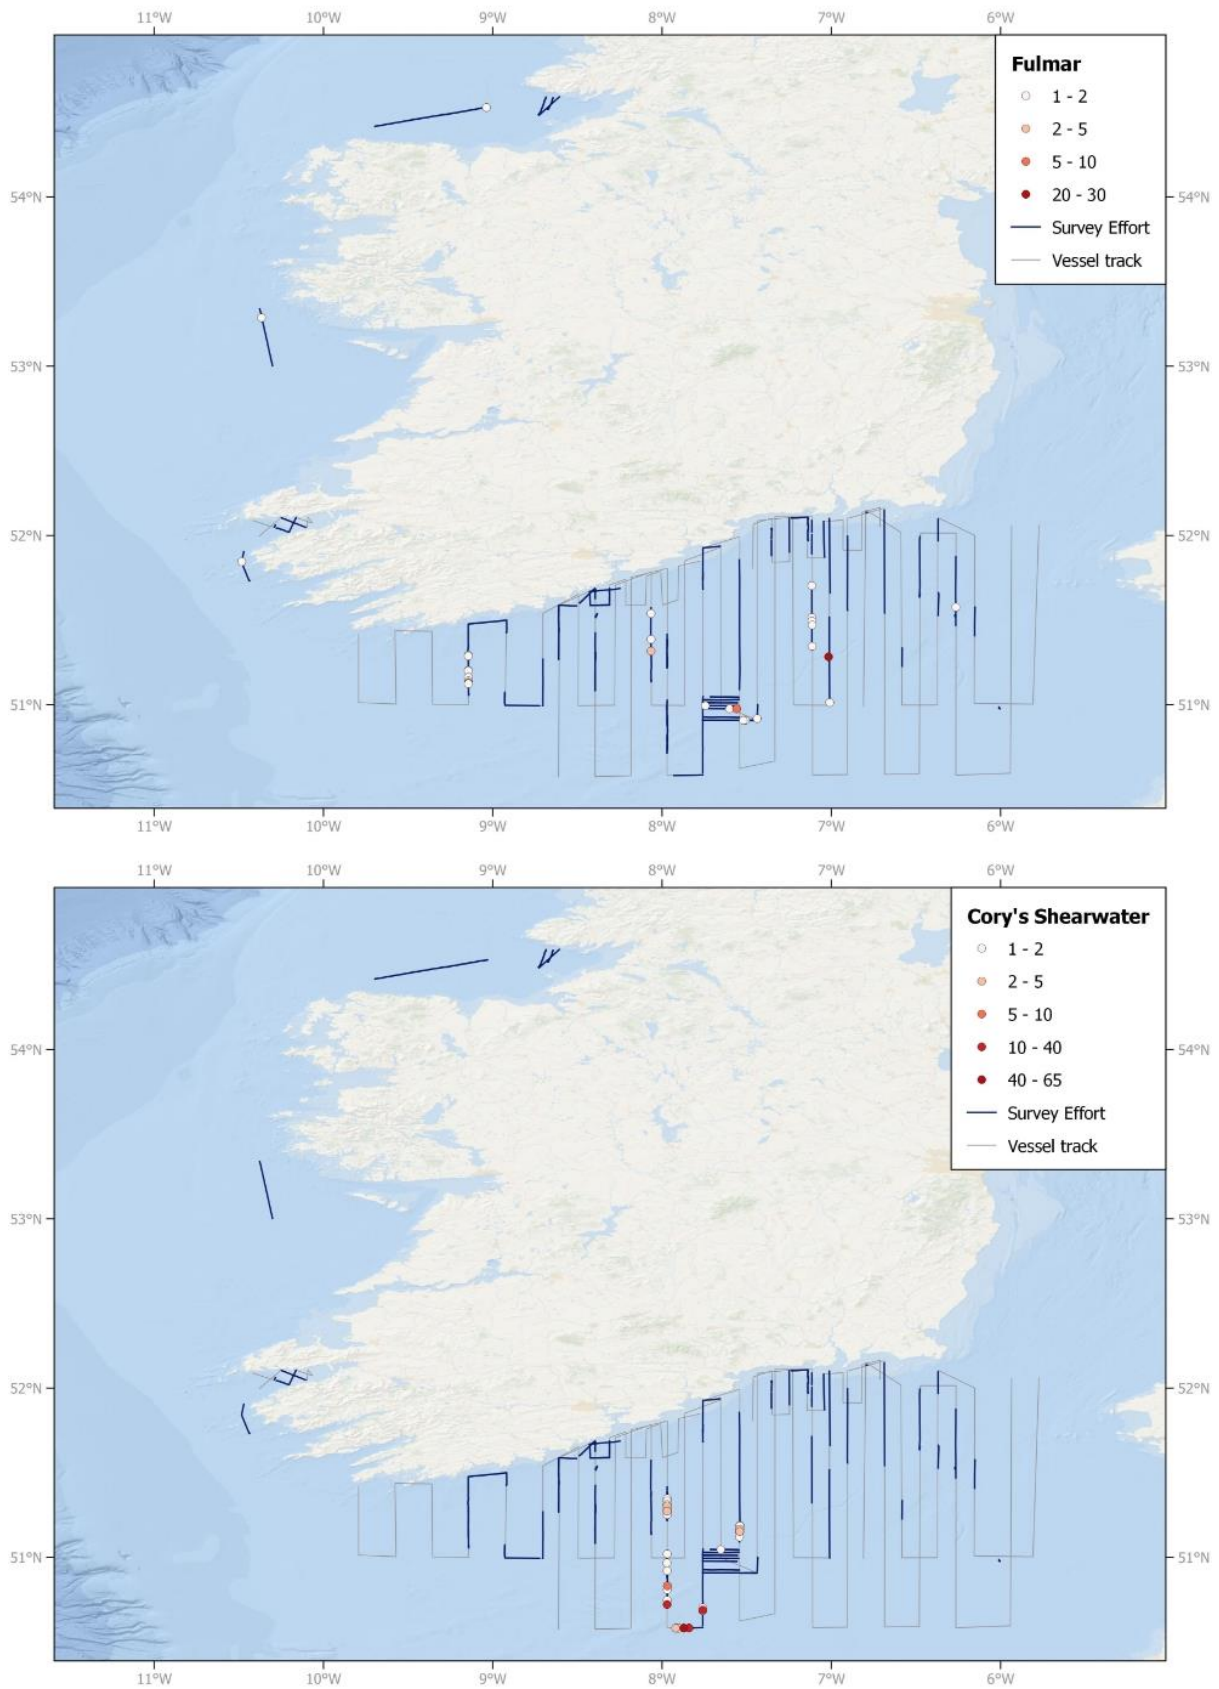 11°W 10°W 9°W 8°W 7°W 6°W
Fulmar
1 - 2
2 - 5
5 - 10
20 - 30
Survey Effort
Vessel track
54°N 54°N
53°N 53°N
52°N 52°N
51°N 51°N
11°W 10°W 9°W 8°W 7°W 6°W
11°W 10°W 9°W 8°W 7°W 6°W
Cory's Shearwater
1 - 2
2 - 5
5 - 10
10 - 40
40 - 65
Survey Effort
Vessel track
54°N 54°N
53°N 53°N
52°N 52°N
51°N 51°N
11°W 10°W 9°W 8°W 7°W 6°W